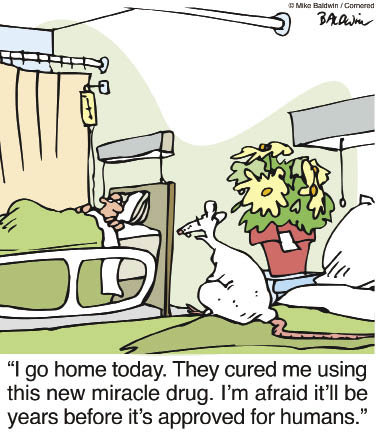 © Mike Baldwin / Cornered
BALDWIN
“I go home today. They cured me using
this new miracle drug. I’m afraid it’ll be
years before it’s approved for humans.”